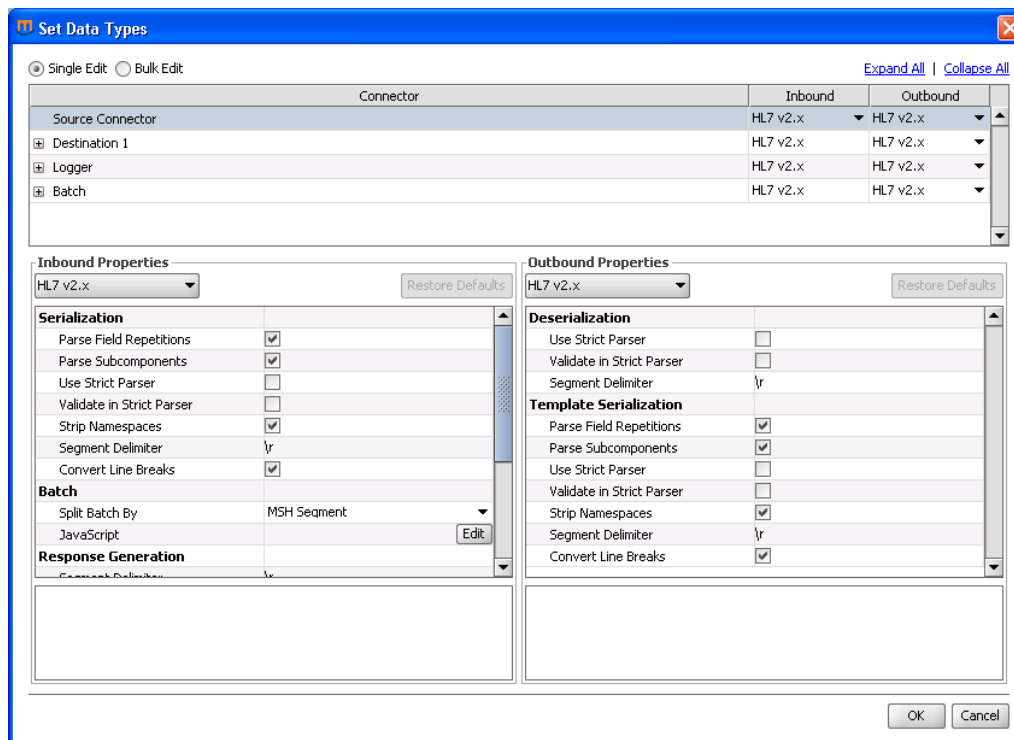 Set Data Types
Single Edit Bulk Edit Expand All | Collapse All
Connector Inbound Outbound
Source Connector HL7 v2.x HL7 v2.x
Destination 1 HL7 v2.x HL7 v2.x
Logger HL7 v2.x HL7 v2.x
Batch HL7 v2.x HL7 v2.x
Inbound Properties
HL7 v2.x Restore Defaults
Serialization
Parse Field Repetitions
Parse Subcomponents
Use Strict Parser
Validate in Strict Parser
Strip Namespaces
Segment Delimiter \r
Convert Line Breaks
Batch
Split Batch By MSH Segment
JavaScript Edit
Response Generation
Segment Delimiter \r
Outbound Properties
HL7 v2.x Restore Defaults
Deserialization
Use Strict Parser
Validate in Strict Parser
Segment Delimiter \r
Template Serialization
Parse Field Repetitions
Parse Subcomponents
Use Strict Parser
Validate in Strict Parser
Strip Namespaces
Segment Delimiter \r
Convert Line Breaks
OK Cancel